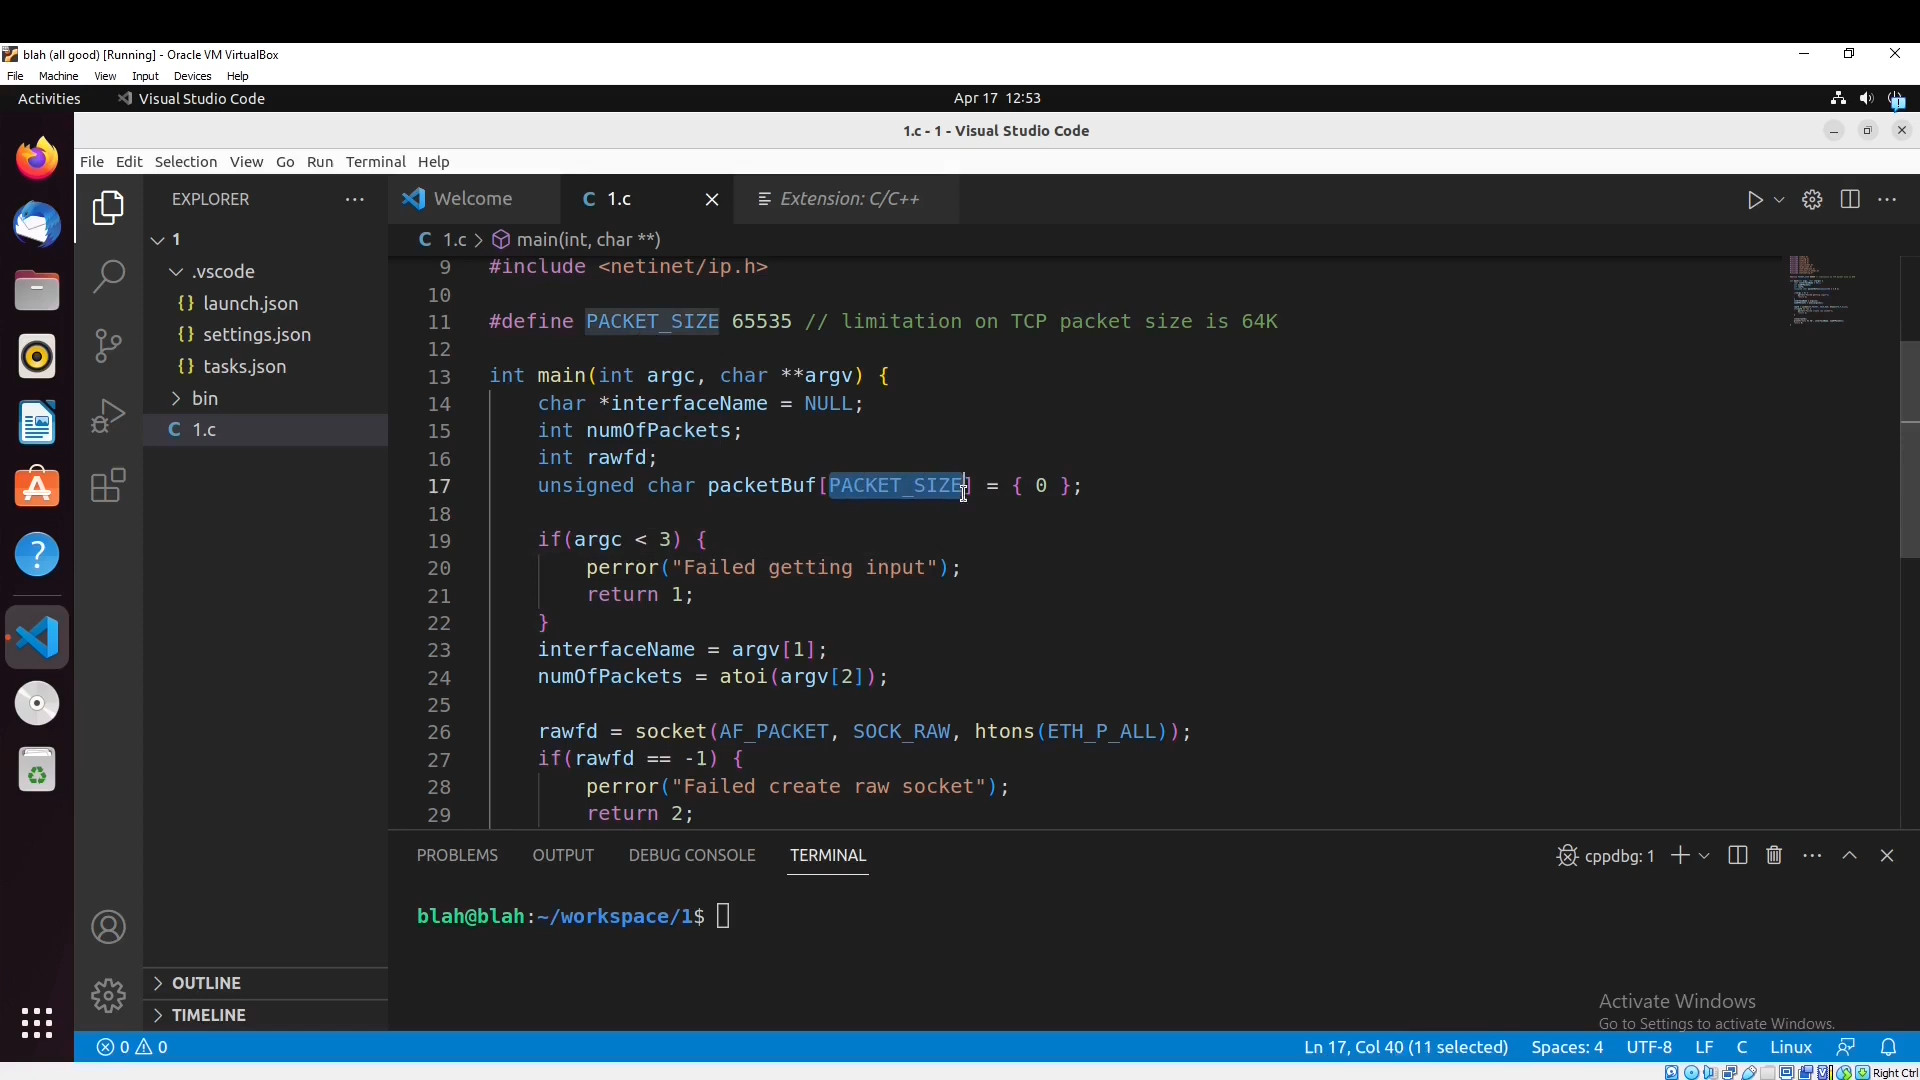 blah (all good) [Running] - Oracle VM VirtualBox
File Machine View Input Devices Help
Activities Visual Studio Code Apr 17 12:53
1.c - 1 - Visual Studio Code
File Edit Selection View Go Run Terminal Help
EXPLORER
1
.vscode
{} launch.json
{} settings.json
{} tasks.json
bin
C 1.c
OUTLINE
TIMELINE
Welcome C 1.c Extension: C/C++
C 1.c > main(int, char **)
9 #include <netinet/ip.h>
10
11 #define PACKET_SIZE 65535 // limitation on TCP packet size is 64K
12
13 int main(int argc, char **argv) {
14 char *interfaceName = NULL;
15 int numOfPackets;
16 int rawfd;
17 unsigned char packetBuf[PACKET_SIZE] = { 0 };
18
19 if(argc < 3) {
20 perror("Failed getting input");
21 return 1;
22 }
23 interfaceName = argv[1];
24 numOfPackets = atoi(argv[2]);
25
26 rawfd = socket(AF_PACKET, SOCK_RAW, htons(ETH_P_ALL));
27 if(rawfd == -1) {
28 perror("Failed create raw socket");
29 return 2;
PROBLEMS OUTPUT DEBUG CONSOLE TERMINAL cppdbg: 1
blah@blah:~/workspace/1$
Activate Windows
Go to Settings to activate Windows.
0 0 Ln 17, Col 40 (11 selected) Spaces: 4 UTF-8 LF C Linux
Right Ctrl